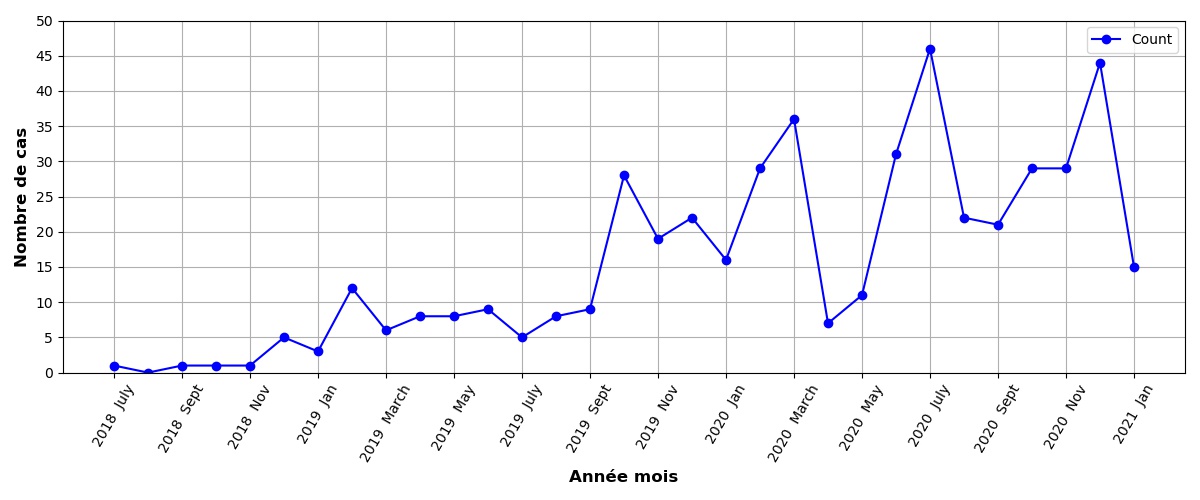 50
45
40
35
30
25
20
15
10
5
0
Nombre de cas
Count
2018 July
2018 Sept
2018 Nov
2019 Jan
2019 March
2019 May
2019 July
2019 Sept
2019 Nov
2020 Jan
2020 March
2020 May
2020 July
2020 Sept
2020 Nov
2021 Jan
Année mois